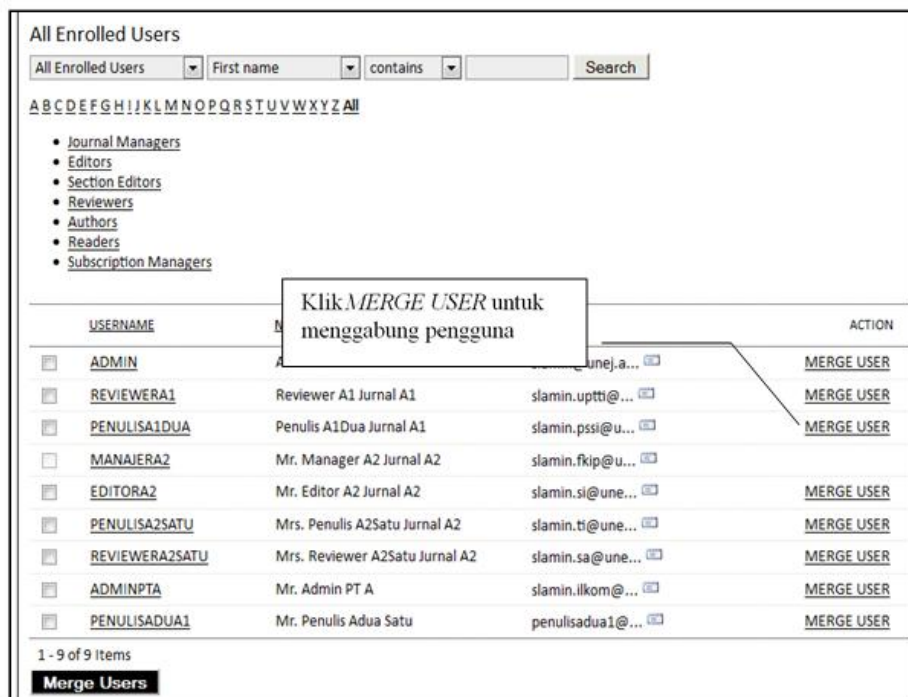 All Enrolled Users
All Enrolled Users First name contains Search
A B C D E F G H I J K L M N O P Q R S T U V W X Y Z All
• Journal Managers
• Editors
• Section Editors
• Reviewers
• Authors
• Readers
• Subscription Managers
Klik MERGE USER untuk
menggabung pengguna
USERNAME ACTION
ADMIN MERGE USER
REVIEWERA1 Reviewer A1 Jurnal A1 slamin.uptti@... MERGE USER
PENULISA1DUA Penulis A1Dua Jurnal A1 slamin.pssi@u... MERGE USER
MANAJERA2 Mr. Manager A2 Jurnal A2 slamin.fkip@u...
EDITORA2 Mr. Editor A2 Jurnal A2 slamin.si@une... MERGE USER
PENULISA2SATU Mrs. Penulis A2Satu Jurnal A2 slamin.ti@une... MERGE USER
REVIEWERA2SATU Mrs. Reviewer A2Satu Jurnal A2 slamin.sa@une... MERGE USER
ADMINPTA Mr. Admin PT A slamin.ilkom@... MERGE USER
PENULISADUA1 Mr. Penulis Adua Satu penulisadua1@... MERGE USER
1 - 9 of 9 Items
Merge Users